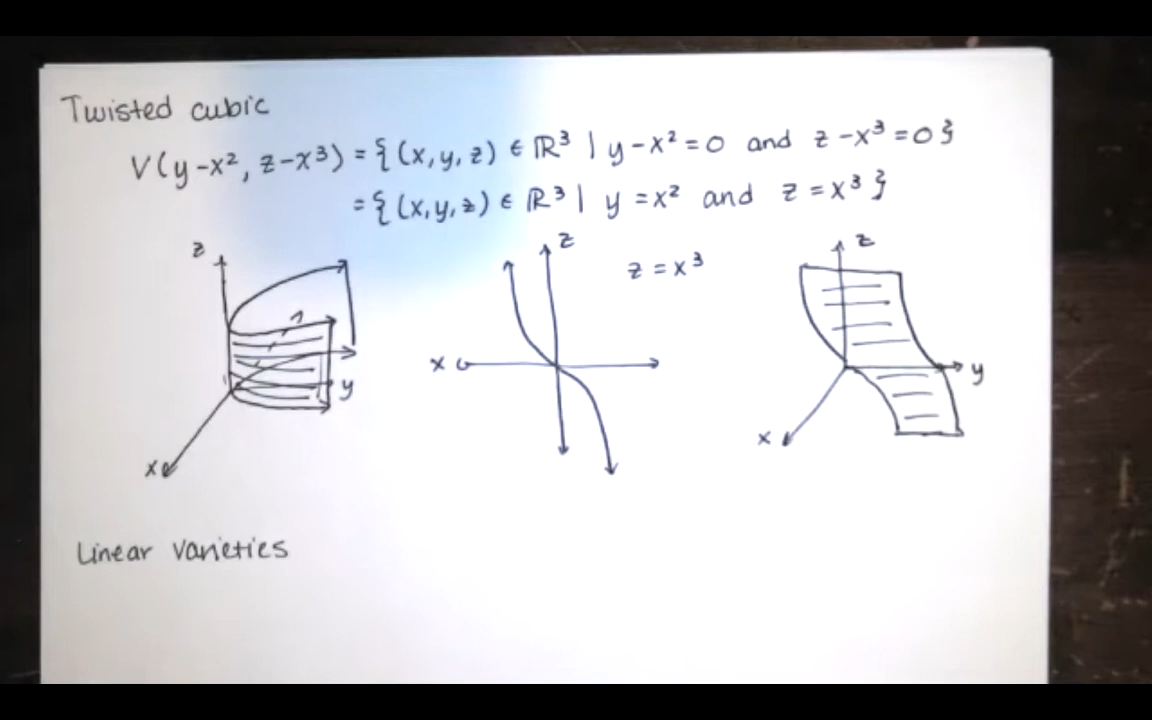 Twisted cubic
V(y-x², z-x³) = { (x, y, z) ∈ ℝ³ | y-x² = 0 and z-x³ = 0 }
= { (x, y, z) ∈ ℝ³ | y = x² and z = x³ }
z
y
x
z
z = x³
x
z
y
x
Linear varieties